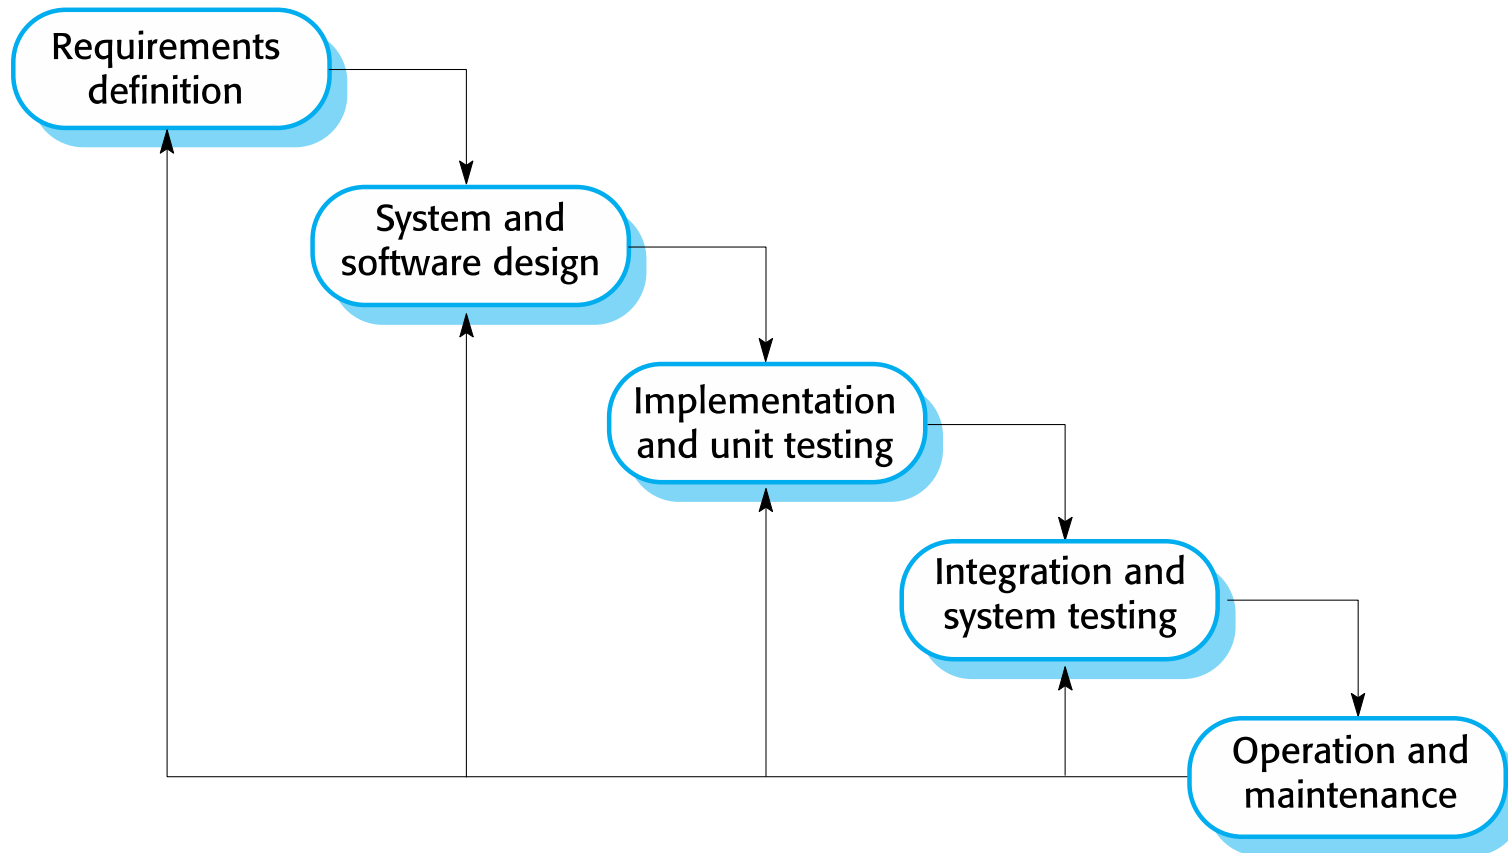 Requirements
definition
System and
software design
Implementation
and unit testing
Integration and
system testing
Operation and
maintenance